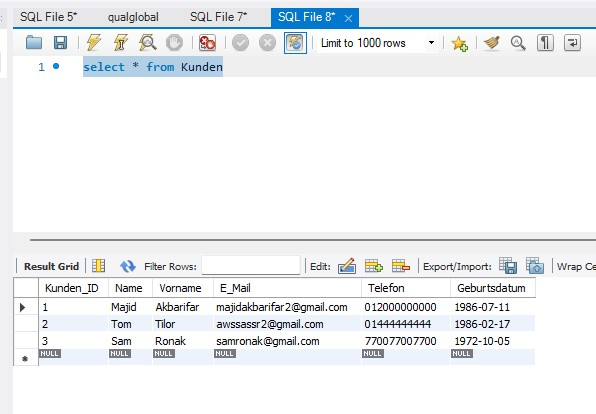 SQL File 5* qualglobal SQL File 7* SQL File 8*
Limit to 1000 rows
1 select * from Kunden
Result Grid Filter Rows: Edit: Export/Import: Wrap Ce
Kunden_ID Name Vorname E_Mail Telefon Geburtsdatum
1 Majid Akbarifar majidakbarifar2@gmail.com 012000000000 1986-07-11
2 Tom Tilor awssassr2@gmail.com 01444444444 1986-02-17
3 Sam Ronak samronak@gmail.com 770077007700 1972-10-05
NULL NULL NULL NULL NULL NULL